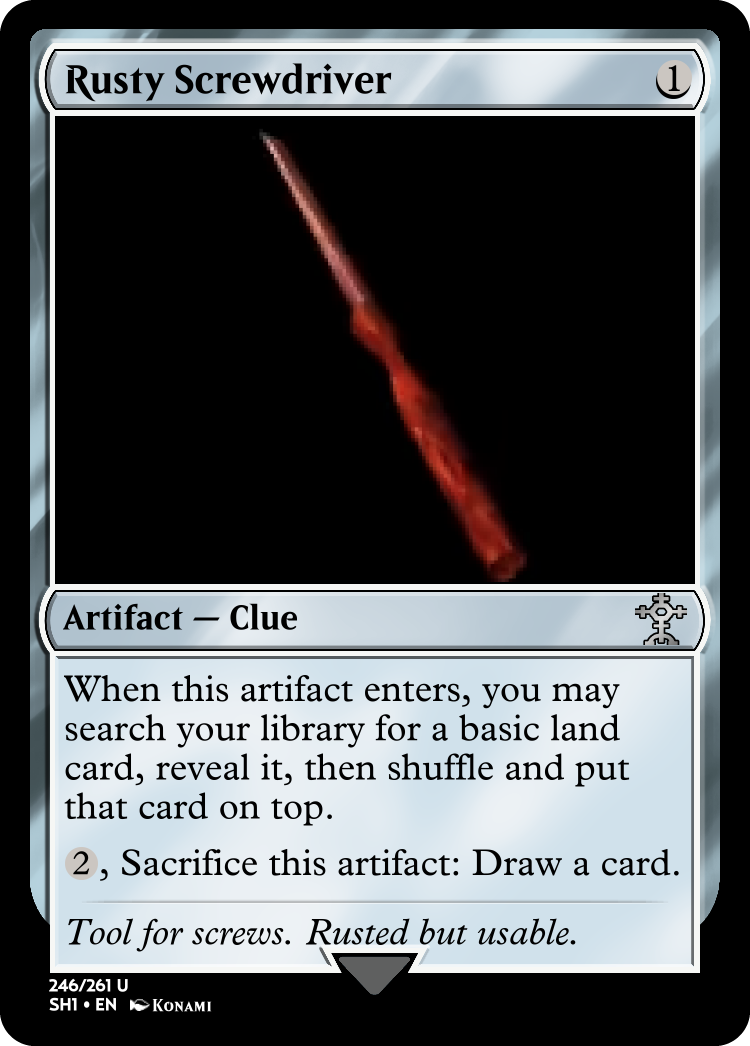 Rusty Screwdriver 1
Artifact — Clue
When this artifact enters, you may
search your library for a basic land
card, reveal it, then shuffle and put
that card on top.
2, Sacrifice this artifact: Draw a card.
Tool for screws. Rusted but usable.
246/261 U
SH1 • EN KONAMI